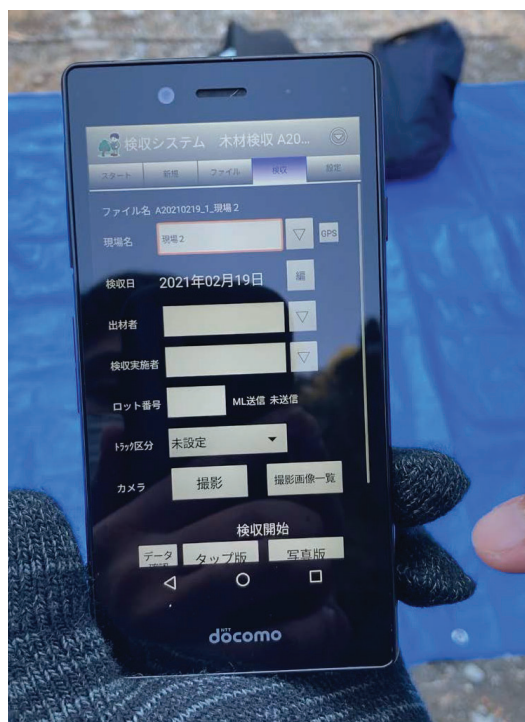 検収システム 木材検収 A20...
スタート 新規 ファイル 検収 設定
ファイル名 A20210219_1_現場2
現場名 現場2 ▽ GPS
検収日 2021年02月19日 編
出材者 ▽
検収実施者 ▽
ロット番号 ML送信 未送信
トラック区分 未設定
カメラ 撮影 撮影画像一覧
検収開始
データ確認 タップ版 写真版
NTT
docomo